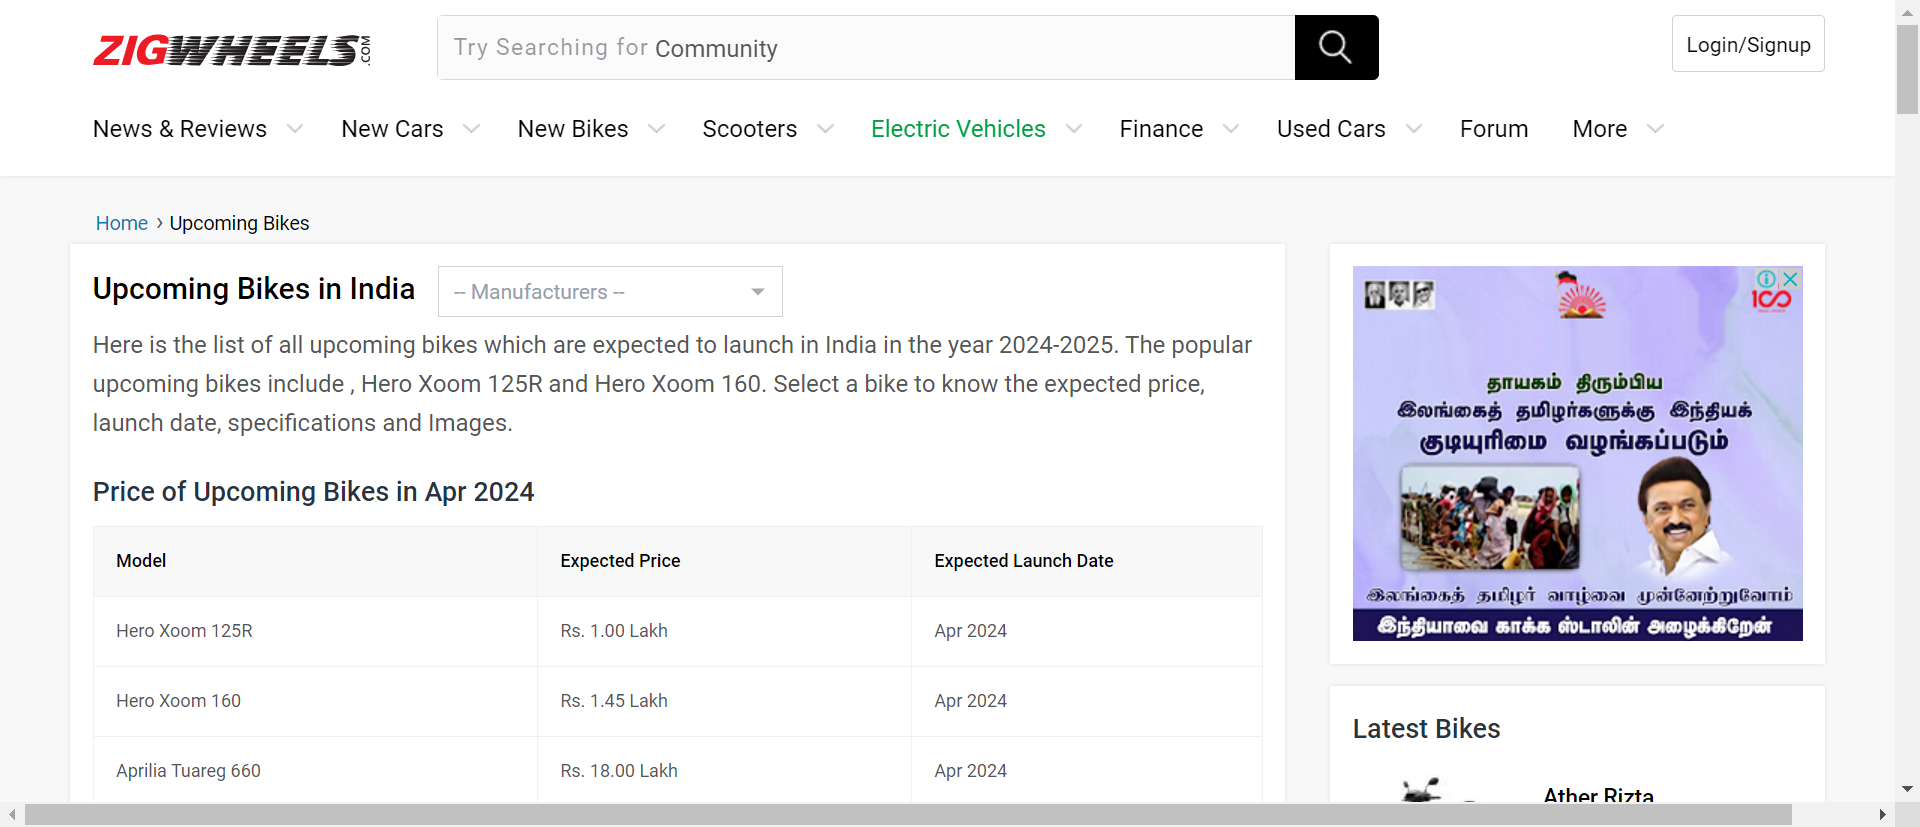 ZIGWHEELS.COM
Try Searching for Community
Login/Signup
News & Reviews New Cars New Bikes Scooters Electric Vehicles Finance Used Cars Forum More
Home › Upcoming Bikes
Upcoming Bikes in India
-- Manufacturers --
Here is the list of all upcoming bikes which are expected to launch in India in the year 2024-2025. The popular
upcoming bikes include , Hero Xoom 125R and Hero Xoom 160. Select a bike to know the expected price,
launch date, specifications and Images.
Price of Upcoming Bikes in Apr 2024
Model Expected Price Expected Launch Date
Hero Xoom 125R Rs. 1.00 Lakh Apr 2024
Hero Xoom 160 Rs. 1.45 Lakh Apr 2024
Aprilia Tuareg 660 Rs. 18.00 Lakh Apr 2024
100
தாயகம் திரும்பிய
இலங்கைத் தமிழர்களுக்கு இந்தியக்
குடியுரிமை வழங்கப்படும்
இலங்கைத் தமிழர் வாழ்வை முன்னேற்றுவோம்
இந்தியாவை காக்க ஸ்டாலின் அழைக்கிறேன்
Latest Bikes
Ather Rizta